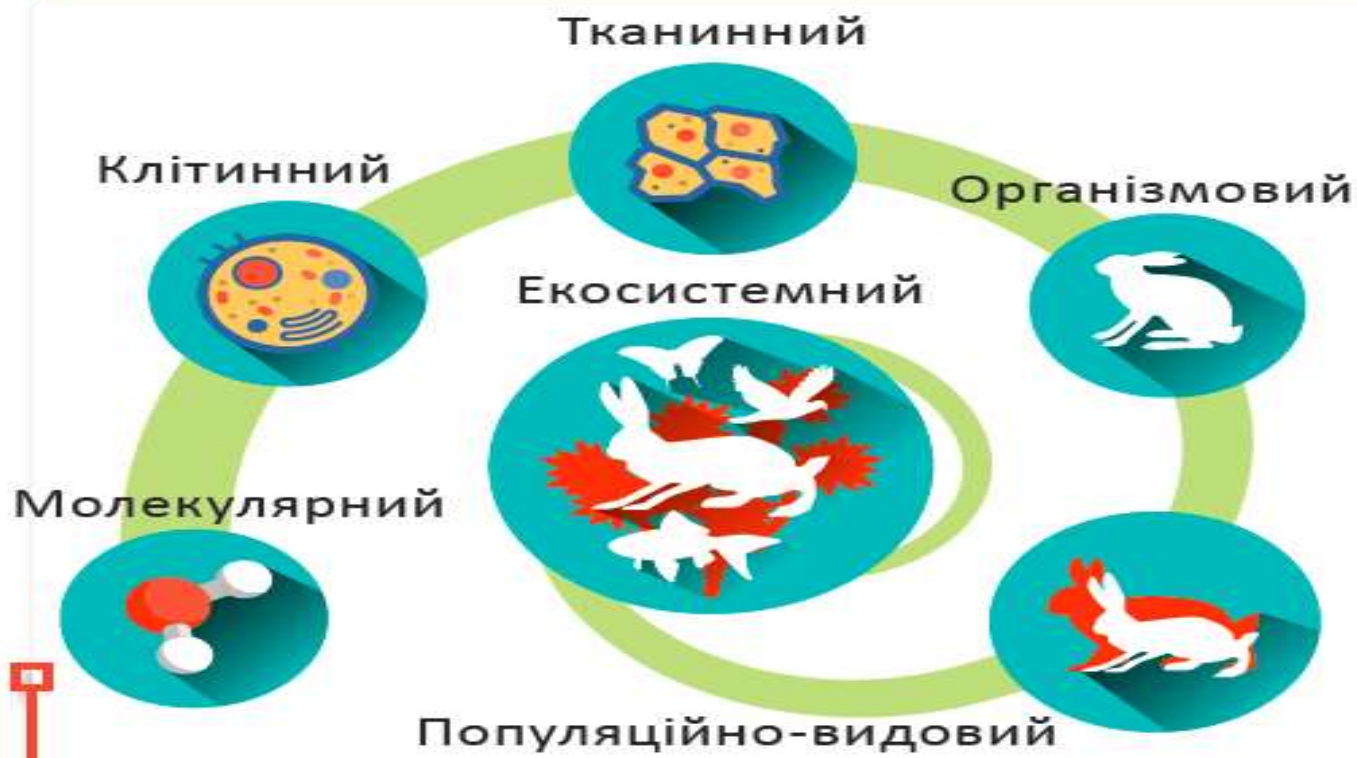 Тканинний
Клітинний
Організмовий
Екосистемний
Молекулярний
Популяційно-видовий